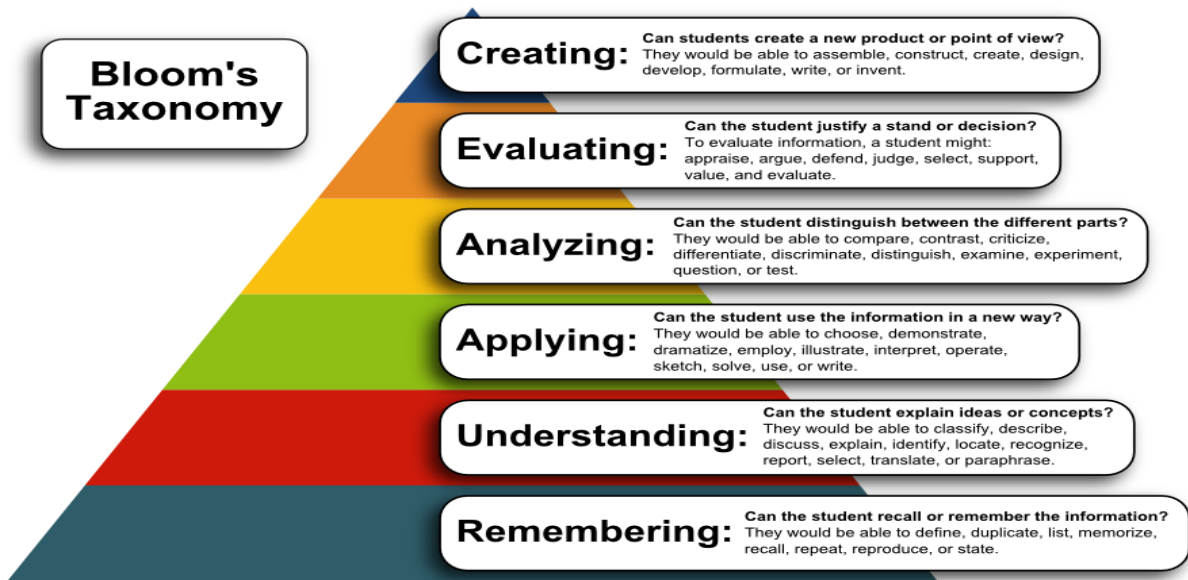 Bloom's
Taxonomy
Creating:
Can students create a new product or point of view?
They would be able to assemble, construct, create, design,
develop, formulate, write, or invent.
Evaluating:
Can the student justify a stand or decision?
To evaluate information, a student might:
appraise, argue, defend, judge, select, support,
value, and evaluate.
Analyzing:
Can the student distinguish between the different parts?
They would be able to compare, contrast, criticize,
differentiate, discriminate, distinguish, examine, experiment,
question, or test.
Applying:
Can the student use the information in a new way?
They would be able to choose, demonstrate,
dramatize, employ, illustrate, interpret, operate,
sketch, solve, use, or write.
Understanding:
Can the student explain ideas or concepts?
They would be able to classify, describe,
discuss, explain, identify, locate, recognize,
report, select, translate, or paraphrase.
Remembering:
Can the student recall or remember the information?
They would be able to define, duplicate, list, memorize,
recall, repeat, reproduce, or state.